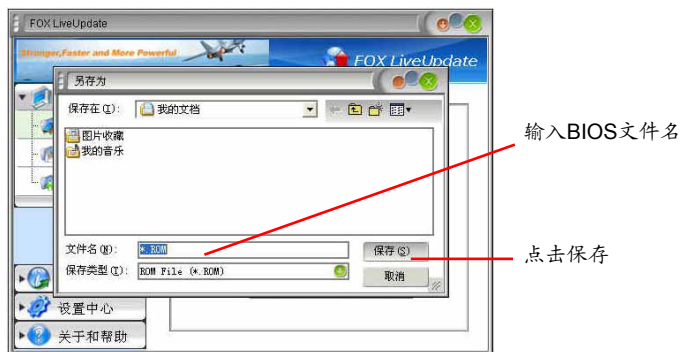 FOX LiveUpdate
Stronger,Faster and More Powerful
FOX LiveUpdate
另存为
保存在(I):
我的文档
图片收藏
我的音乐
文件名(N):
*.ROM
保存(S)
保存类型(T):
ROM File (*.ROM)
取消
设置中心
关于和帮助
输入BIOS文件名
点击保存